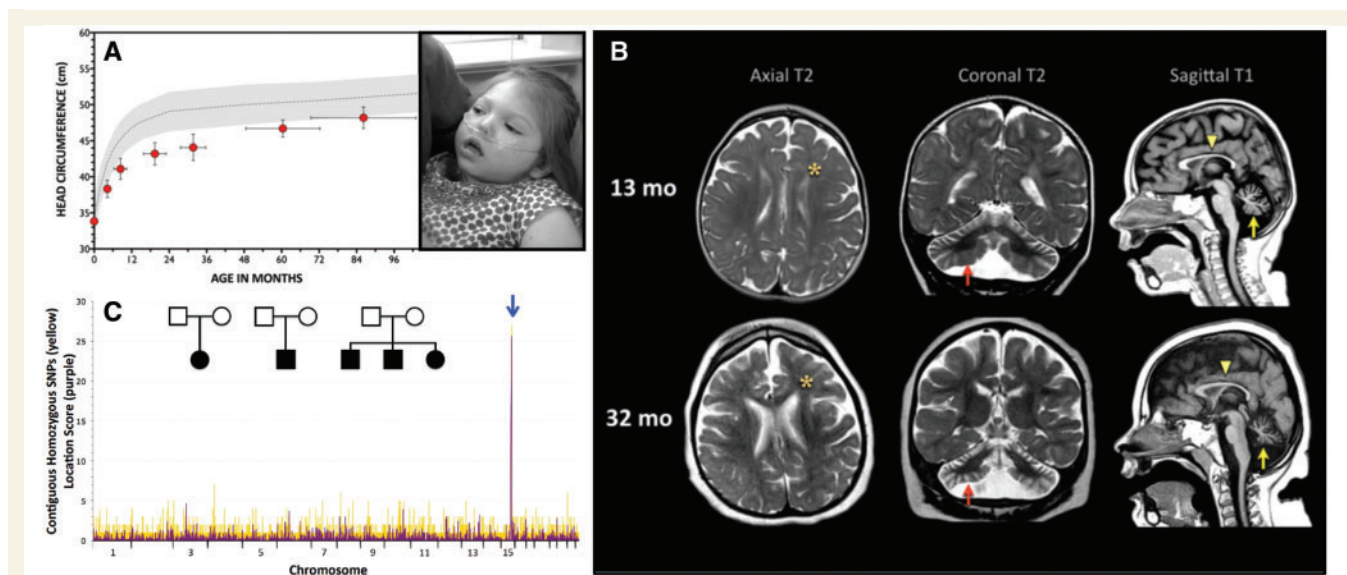 A
HEAD CIRCUMFERENCE (cm)
60
55
50
45
40
35
30
0 12 24 36 48 60 72 84 96
AGE IN MONTHS
B
Axial T2 Coronal T2 Sagittal T1
*
13 mo
*
32 mo
C
Contiguous Homozygous SNPs (yellow)
Location Score (purple)
30
25
20
15
10
5
0
1 3 5 7 9 11 13 15
Chromosome